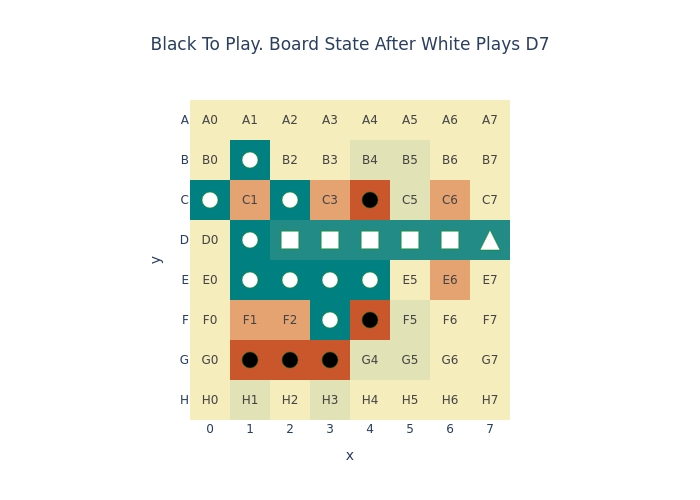 Black To Play. Board State After White Plays D7
A A0 A1 A2 A3 A4 A5 A6 A7
B B0 B2 B3 B4 B5 B6 B7
C C1 C3 C5 C6 C7
D D0
y
E E0 E5 E6 E7
F F0 F1 F2 F5 F6 F7
G G0 G4 G5 G6 G7
H H0 H1 H2 H3 H4 H5 H6 H7
0 1 2 3 4 5 6 7
x